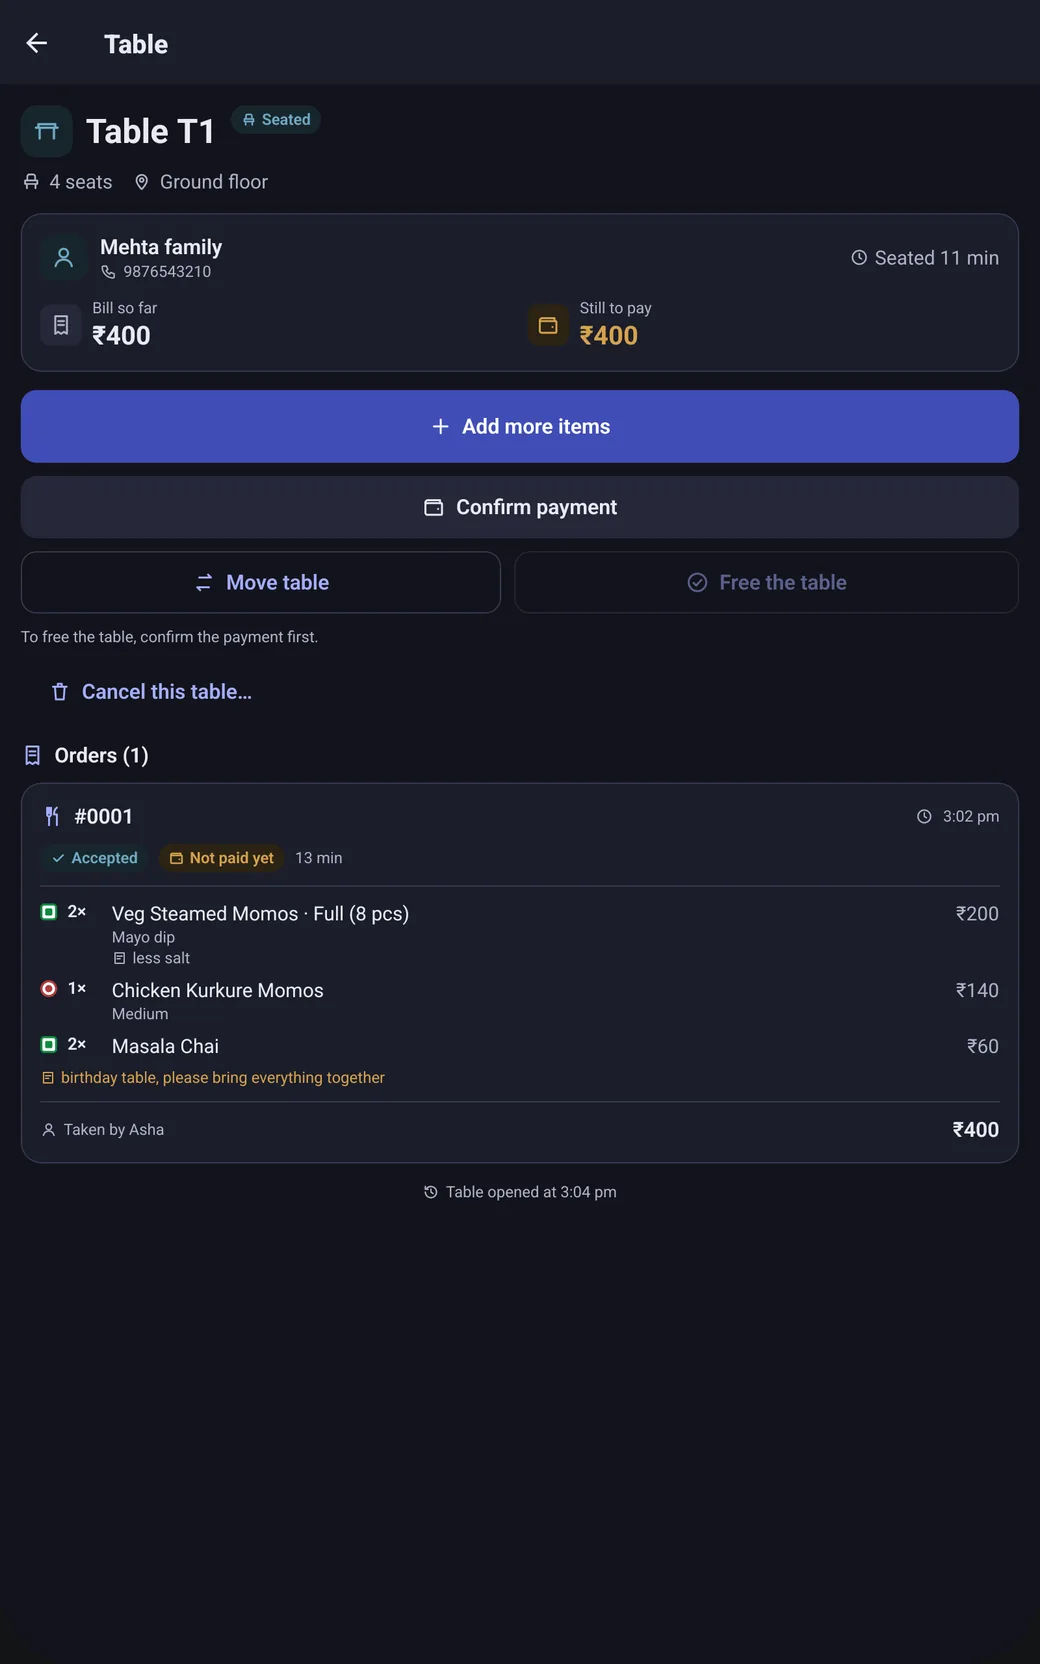 Table
Table T1
Seated
4 seats
Ground floor
Mehta family
9876543210
Seated 11 min
Bill so far
₹400
Still to pay
₹400
Add more items
Confirm payment
Move table
Free the table
To free the table, confirm the payment first.
Cancel this table...
Orders (1)
#0001
3:02 pm
Accepted
Not paid yet
13 min
2× Veg Steamed Momos · Full (8 pcs) ₹200
Mayo dip
less salt
1× Chicken Kurkure Momos ₹140
Medium
2× Masala Chai ₹60
birthday table, please bring everything together
Taken by Asha ₹400
Table opened at 3:04 pm